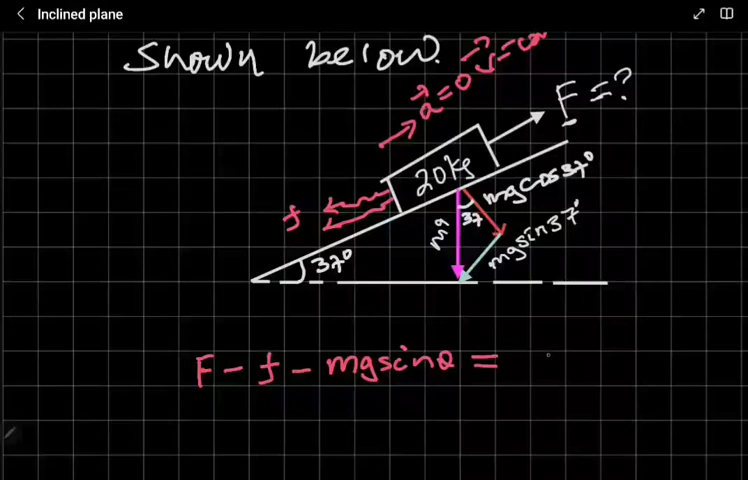 Inclined plane
Shown below.
a=0
F=?
20kg
mgcos37°
f
mg
37
mgsin37°
37°
F - f - mgsinθ =